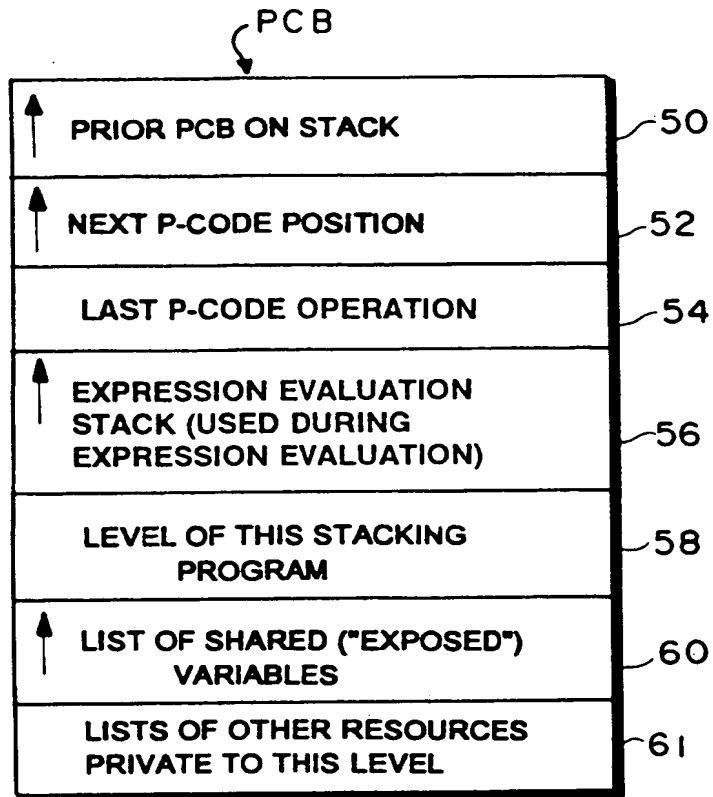 PCB
PRIOR PCB ON STACK
50
NEXT P-CODE POSITION
52
LAST P-CODE OPERATION
54
EXPRESSION EVALUATION
STACK (USED DURING
EXPRESSION EVALUATION)
56
LEVEL OF THIS STACKING
PROGRAM
58
LIST OF SHARED ("EXPOSED")
VARIABLES
60
LISTS OF OTHER RESOURCES
PRIVATE TO THIS LEVEL
61